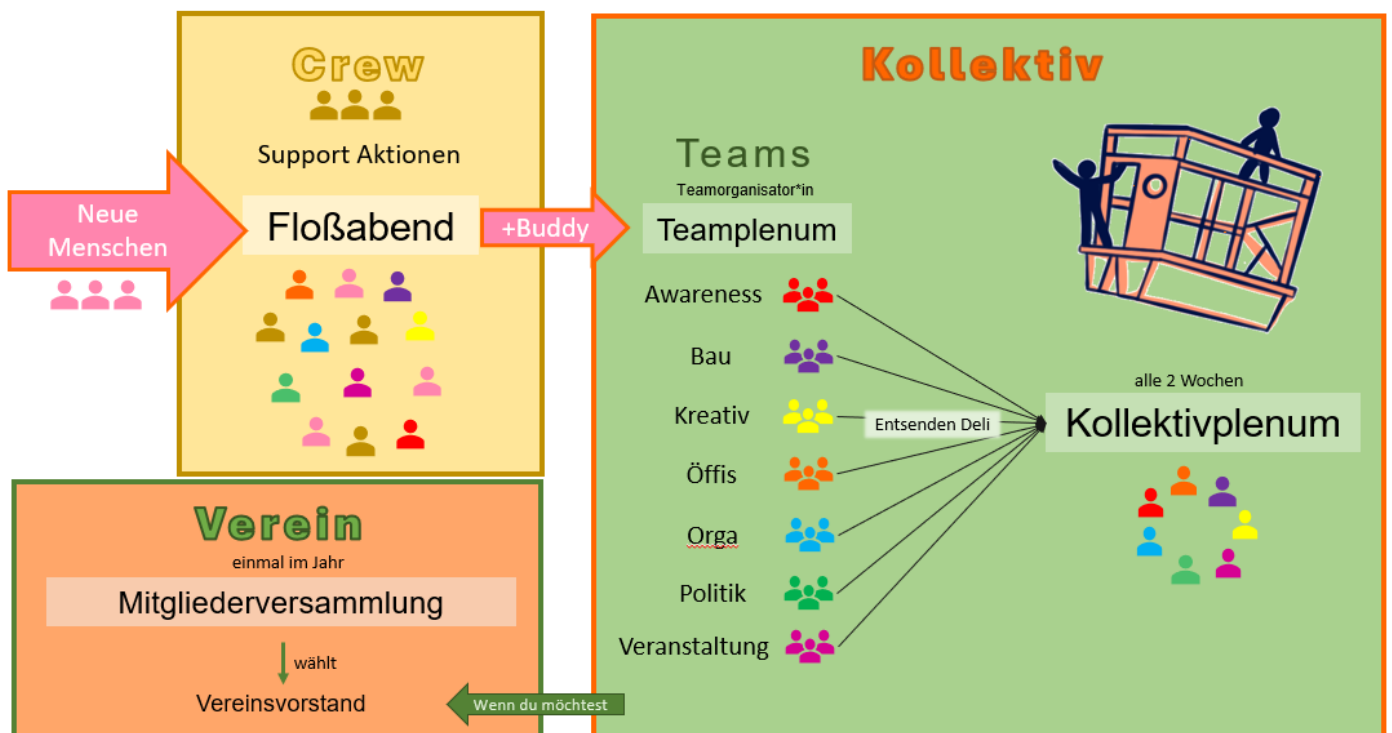 Crew
Support Aktionen
Neue
Menschen
Floßabend
+Buddy
Kollektiv
Teams
Teamorganisator*in
Teamplenum
Awareness
Bau
Kreativ
Öffis
Orga
Politik
Veranstaltung
Entsenden Deli
alle 2 Wochen
Kollektivplenum
Verein
einmal im Jahr
Mitgliederversammlung
wählt
Vereinsvorstand
Wenn du möchtest